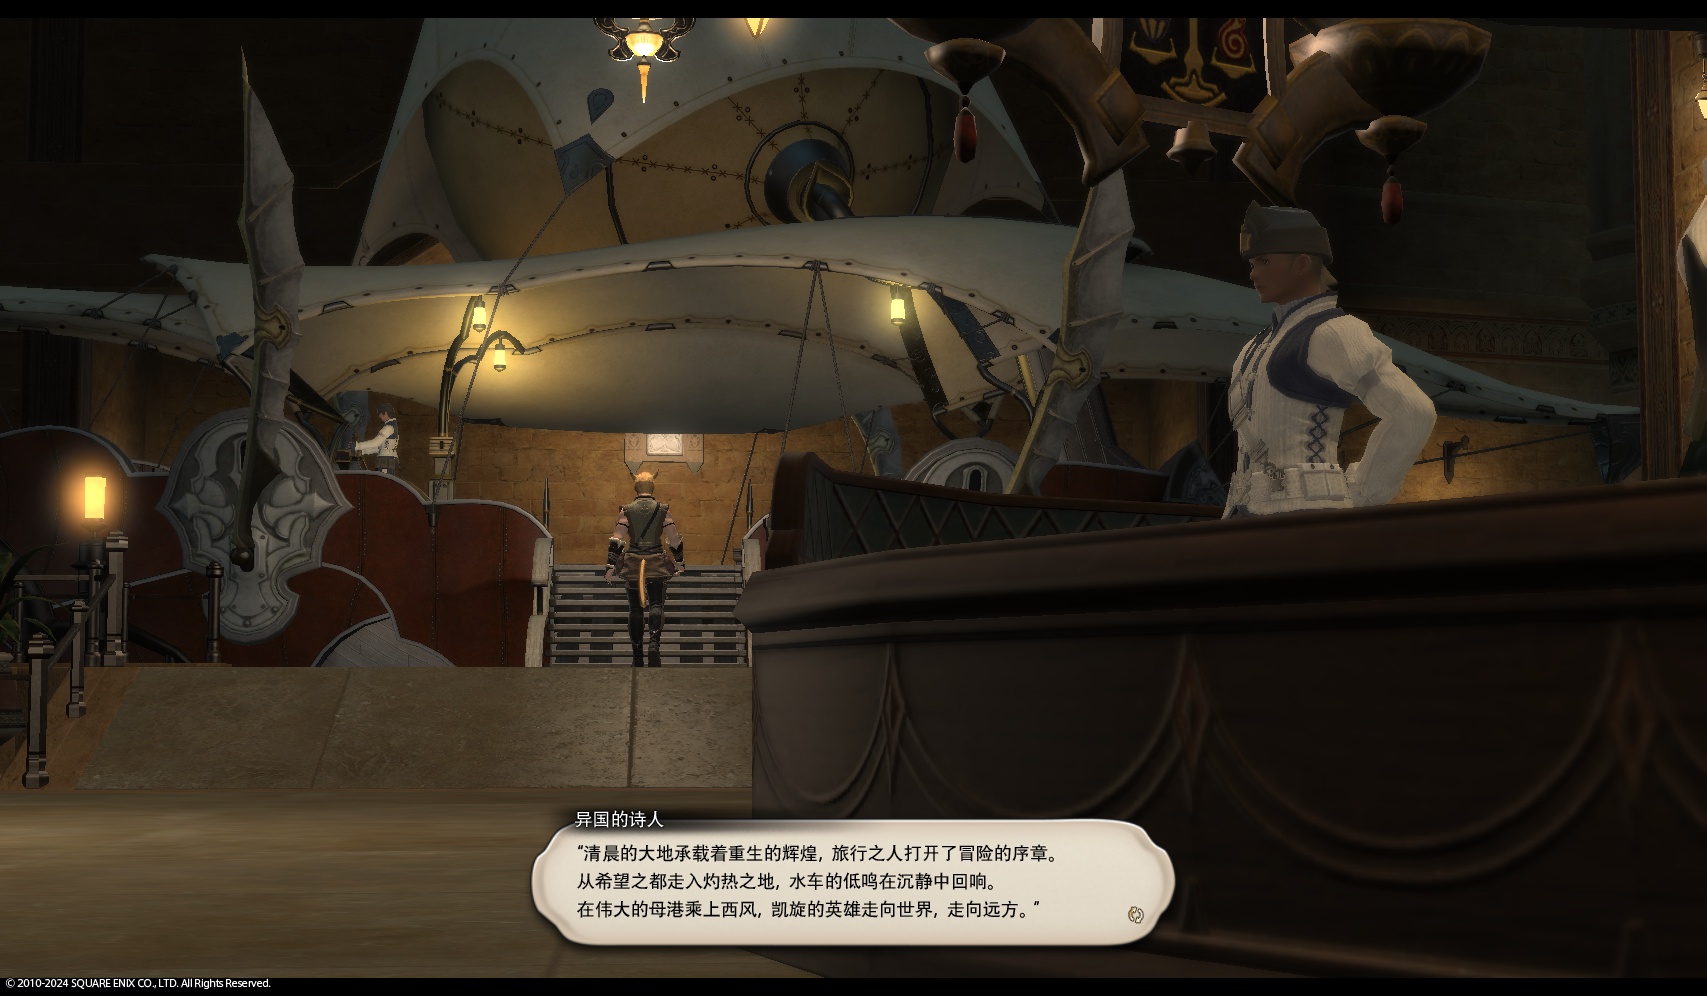 异国的诗人
“清晨的大地承载着重生的辉煌，旅行之人打开了冒险的序章。
从希望之都走入灼热之地，水车的低鸣在沉静中回响。
在伟大的母港乘上西风，凯旋的英雄走向世界，走向远方。”
© 2010-2024 SQUARE ENIX CO., LTD. All Rights Reserved.